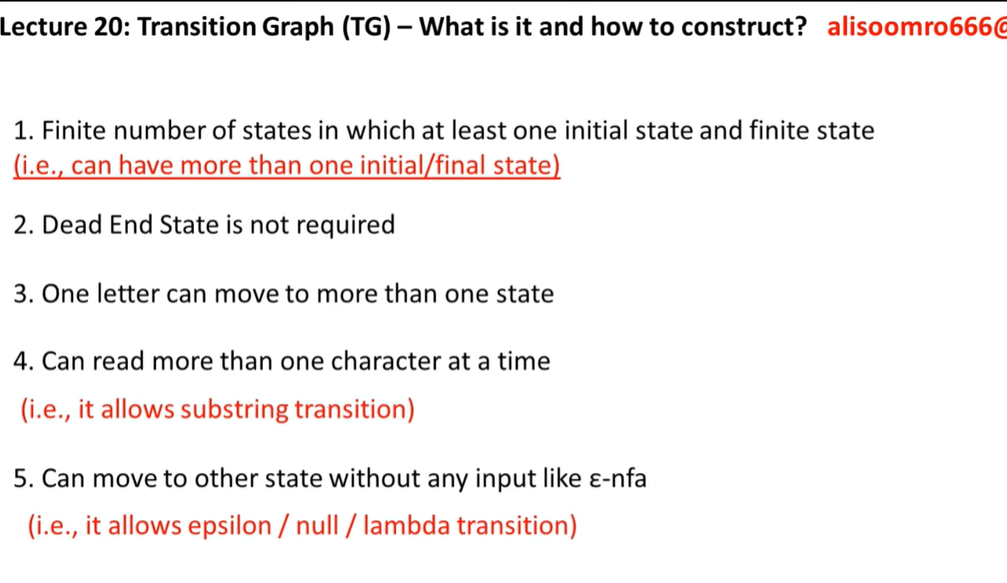 Lecture 20: Transition Graph (TG) – What is it and how to construct? alisoomro666@
1. Finite number of states in which at least one initial state and finite state
(i.e., can have more than one initial/final state)
2. Dead End State is not required
3. One letter can move to more than one state
4. Can read more than one character at a time
(i.e., it allows substring transition)
5. Can move to other state without any input like ε-nfa
(i.e., it allows epsilon / null / lambda transition)